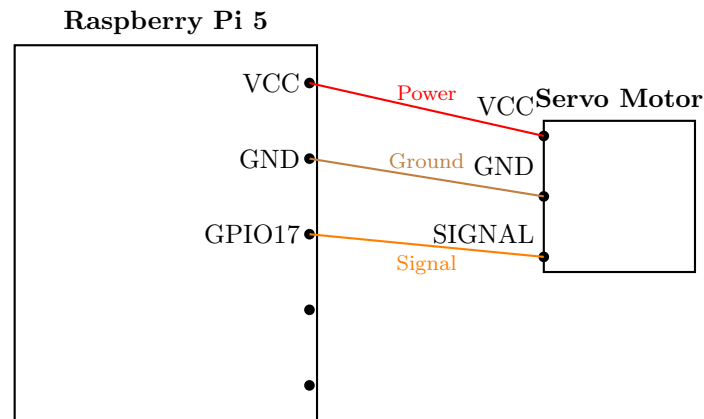 Raspberry Pi 5
VCC
Power
VCC
Servo Motor
GND
Ground
GND
GPIO17
SIGNAL
Signal